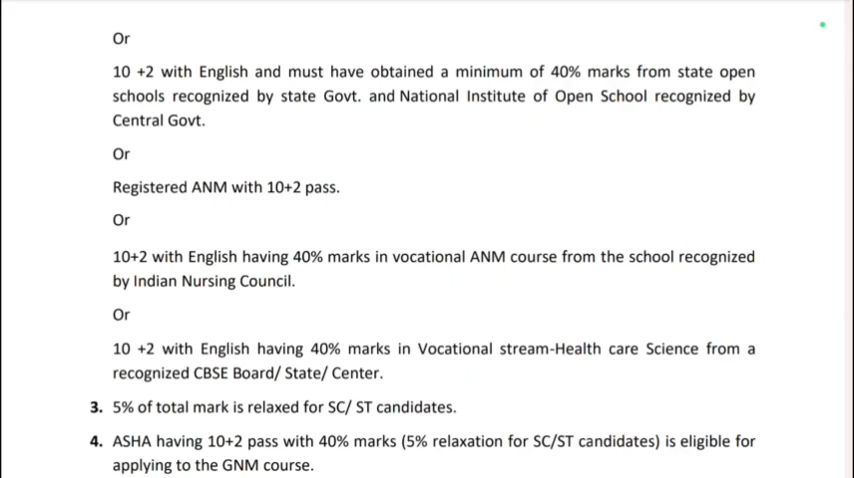 Or
10 +2 with English and must have obtained a minimum of 40% marks from state open
schools recognized by state Govt. and National Institute of Open School recognized by
Central Govt.
Or
Registered ANM with 10+2 pass.
Or
10+2 with English having 40% marks in vocational ANM course from the school recognized
by Indian Nursing Council.
Or
10 +2 with English having 40% marks in Vocational stream-Health care Science from a
recognized CBSE Board/ State/ Center.
3. 5% of total mark is relaxed for SC/ ST candidates.
4. ASHA having 10+2 pass with 40% marks (5% relaxation for SC/ST candidates) is eligible for
applying to the GNM course.